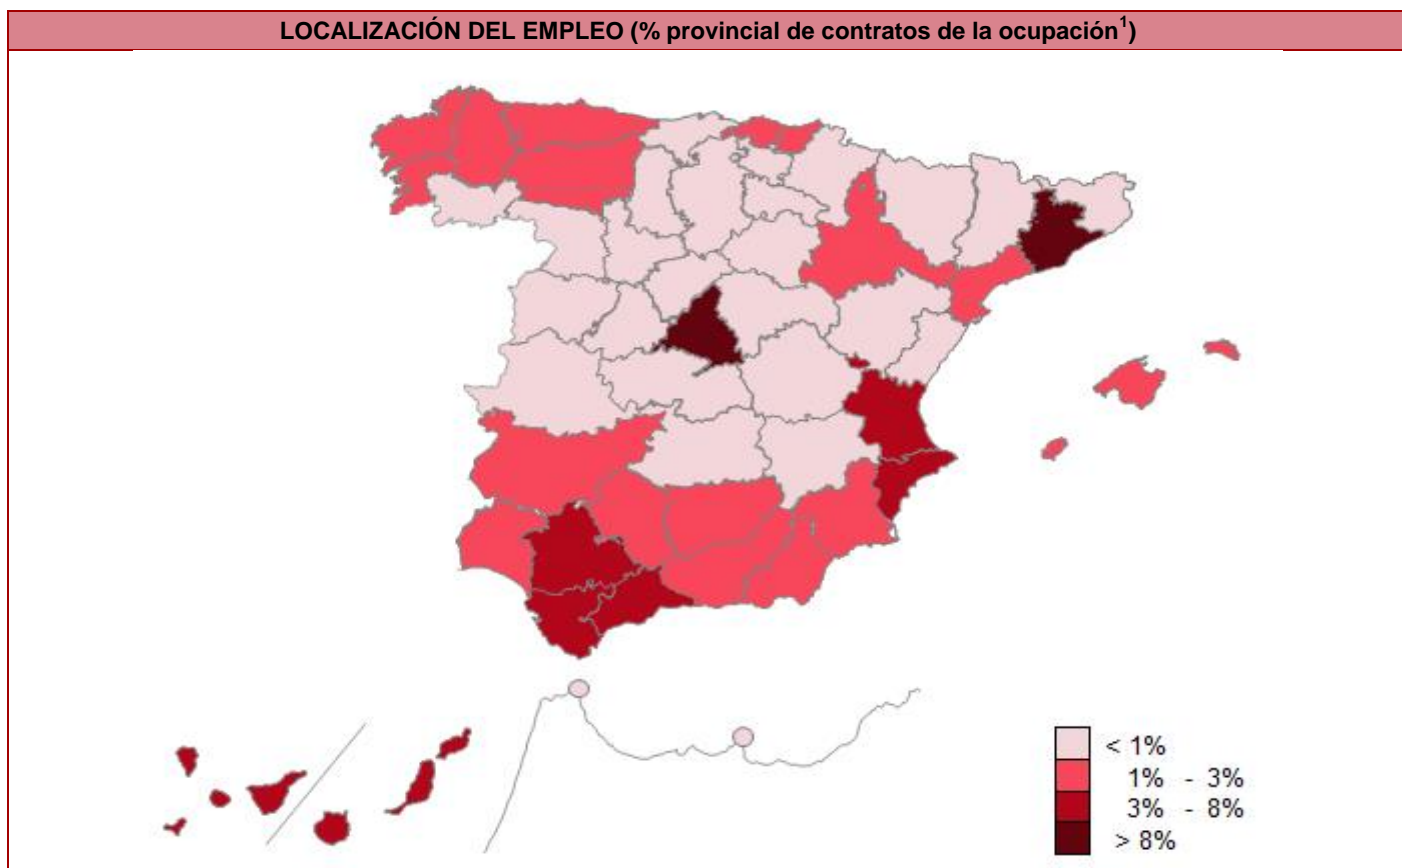 LOCALIZACIÓN DEL EMPLEO (% provincial de contratos de la ocupación¹)
< 1%
1% - 3%
3% - 8%
> 8%